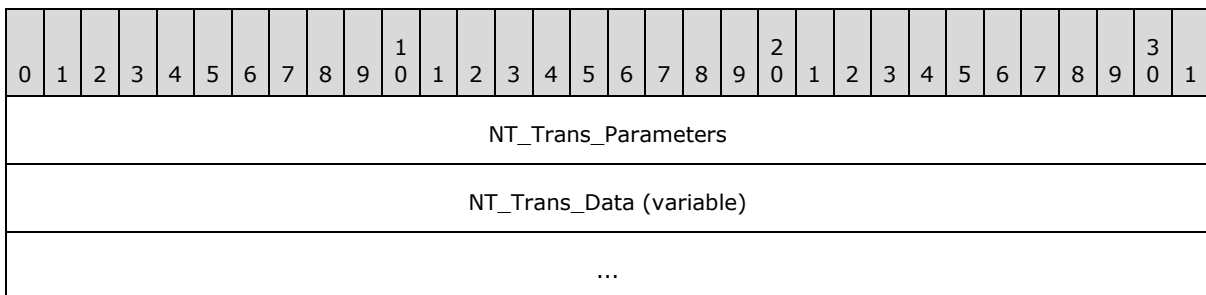 1 2 3
0 1 2 3 4 5 6 7 8 9 0 1 2 3 4 5 6 7 8 9 0 1 2 3 4 5 6 7 8 9 0 1
NT_Trans_Parameters
NT_Trans_Data (variable)
...